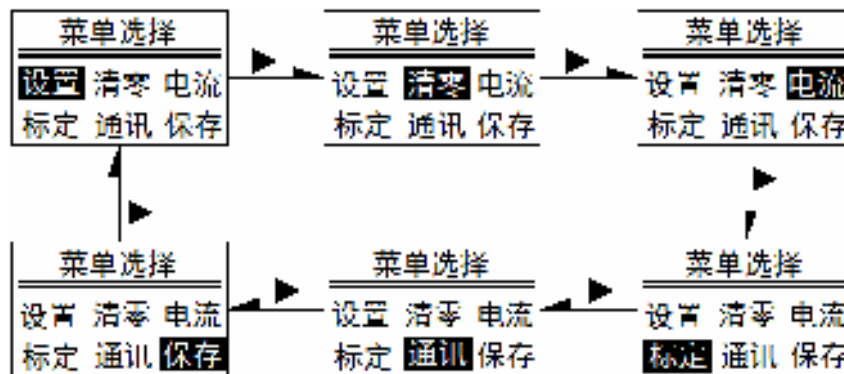 菜单选择
设置 清零 电流
标定 通讯 保存
菜单选择
设置 清零 电流
标定 通讯 保存
菜单选择
设置 清零 电流
标定 通讯 保存
菜单选择
设置 清零 电流
标定 通讯 保存
菜单选择
设置 清零 电流
标定 通讯 保存
菜单选择
设置 清零 电流
标定 通讯 保存